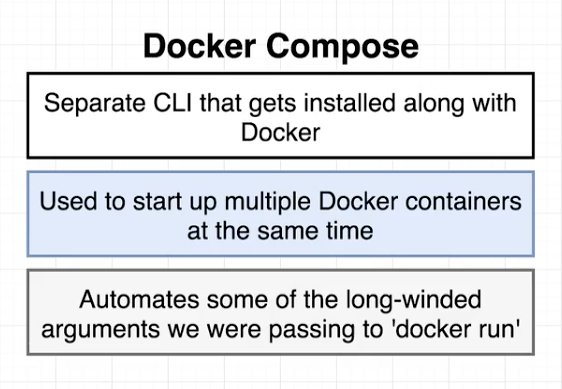 Docker Compose
Separate CLI that gets installed along with
Docker
Used to start up multiple Docker containers
at the same time
Automates some of the long-winded
arguments we were passing to 'docker run'